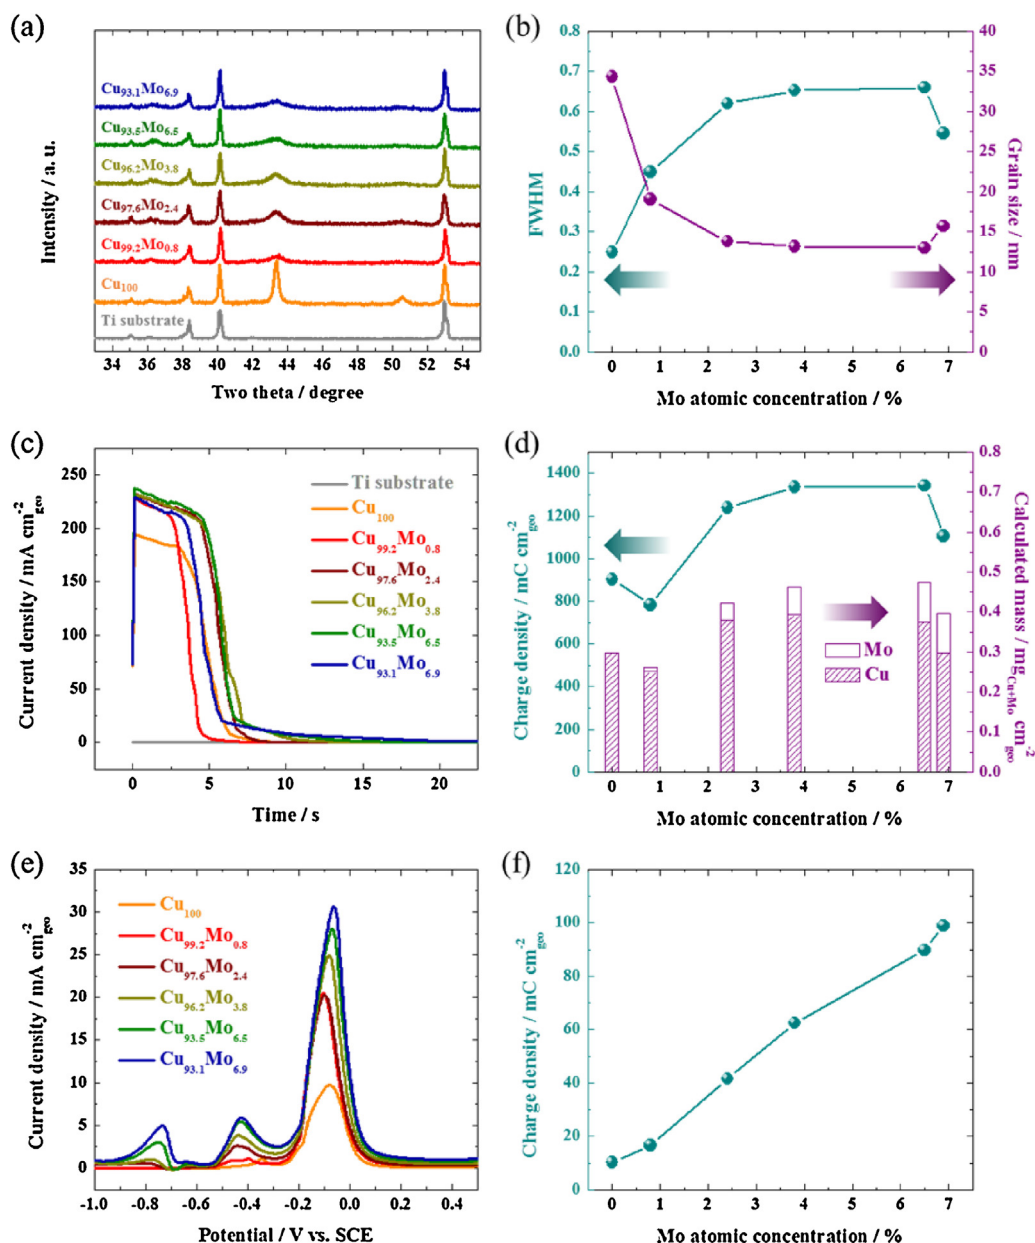 (a)
Intensity / a. u.
Cu93.1Mo6.9
Cu93.5Mo6.5
Cu96.2Mo3.8
Cu97.6Mo2.4
Cu99.2Mo0.8
Cu100
Ti substrate
34 36 38 40 42 44 46 48 50 52 54
Two theta / degree
(b)
FWHM
0.8
0.7
0.6
0.5
0.4
0.3
0.2
0.1
0.0
40
35
30
25
20
15
10
5
0
Grain size / nm
0 1 2 3 4 5 6 7
Mo atomic concentration / %
(c)
Current density / mA cm-2geo
250
225
200
175
150
125
100
75
50
25
0
Ti substrate
Cu100
Cu99.2Mo0.8
Cu97.6Mo2.4
Cu96.2Mo3.8
Cu93.5Mo6.5
Cu93.1Mo6.9
0 5 10 15 20
Time / s
(d)
Charge density / mC cm-2geo
1400
1200
1000
800
600
400
200
0
Mo
Cu
0.8
0.7
0.6
0.5
0.4
0.3
0.2
0.1
0.0
Calculated mass / mgCu+Mo cm-2geo
0 1 2 3 4 5 6 7
Mo atomic concentration / %
(e)
Current density / mA cm-2geo
35
30
25
20
15
10
5
0
Cu100
Cu99.2Mo0.8
Cu97.6Mo2.4
Cu96.2Mo3.8
Cu93.5Mo6.5
Cu93.1Mo6.9
-1.0 -0.8 -0.6 -0.4 -0.2 0.0 0.2 0.4
Potential / V vs. SCE
(f)
Charge density / mC cm-2geo
120
100
80
60
40
20
0
0 1 2 3 4 5 6 7
Mo atomic concentration / %